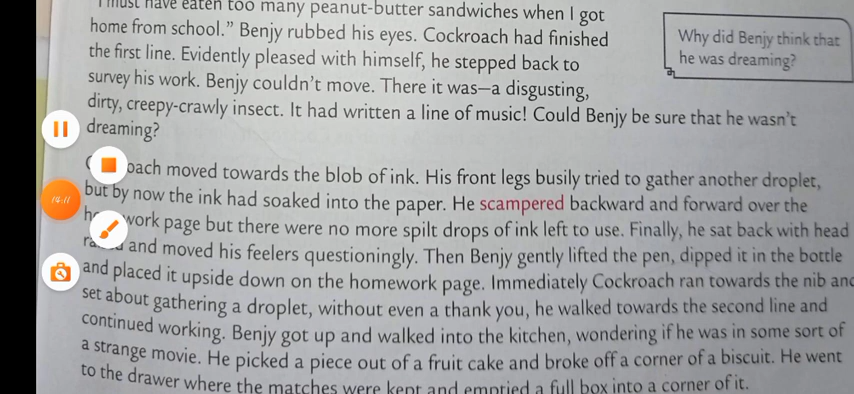 I must have eaten too many peanut-butter sandwiches when I got
home from school.” Benjy rubbed his eyes. Cockroach had finished
the first line. Evidently pleased with himself, he stepped back to
survey his work. Benjy couldn’t move. There it was—a disgusting,
dirty, creepy-crawly insect. It had written a line of music! Could Benjy be sure that he wasn’t
dreaming?
Why did Benjy think that
he was dreaming?
oach moved towards the blob of ink. His front legs busily tried to gather another droplet,
but by now the ink had soaked into the paper. He scampered backward and forward over the
work page but there were no more spilt drops of ink left to use. Finally, he sat back with head
and moved his feelers questioningly. Then Benjy gently lifted the pen, dipped it in the bottle
and placed it upside down on the homework page. Immediately Cockroach ran towards the nib and
set about gathering a droplet, without even a thank you, he walked towards the second line and
continued working. Benjy got up and walked into the kitchen, wondering if he was in some sort of
a strange movie. He picked a piece out of a fruit cake and broke off a corner of a biscuit. He went
to the drawer where the matches were kept and emptied a full box into a corner of it.
14:11